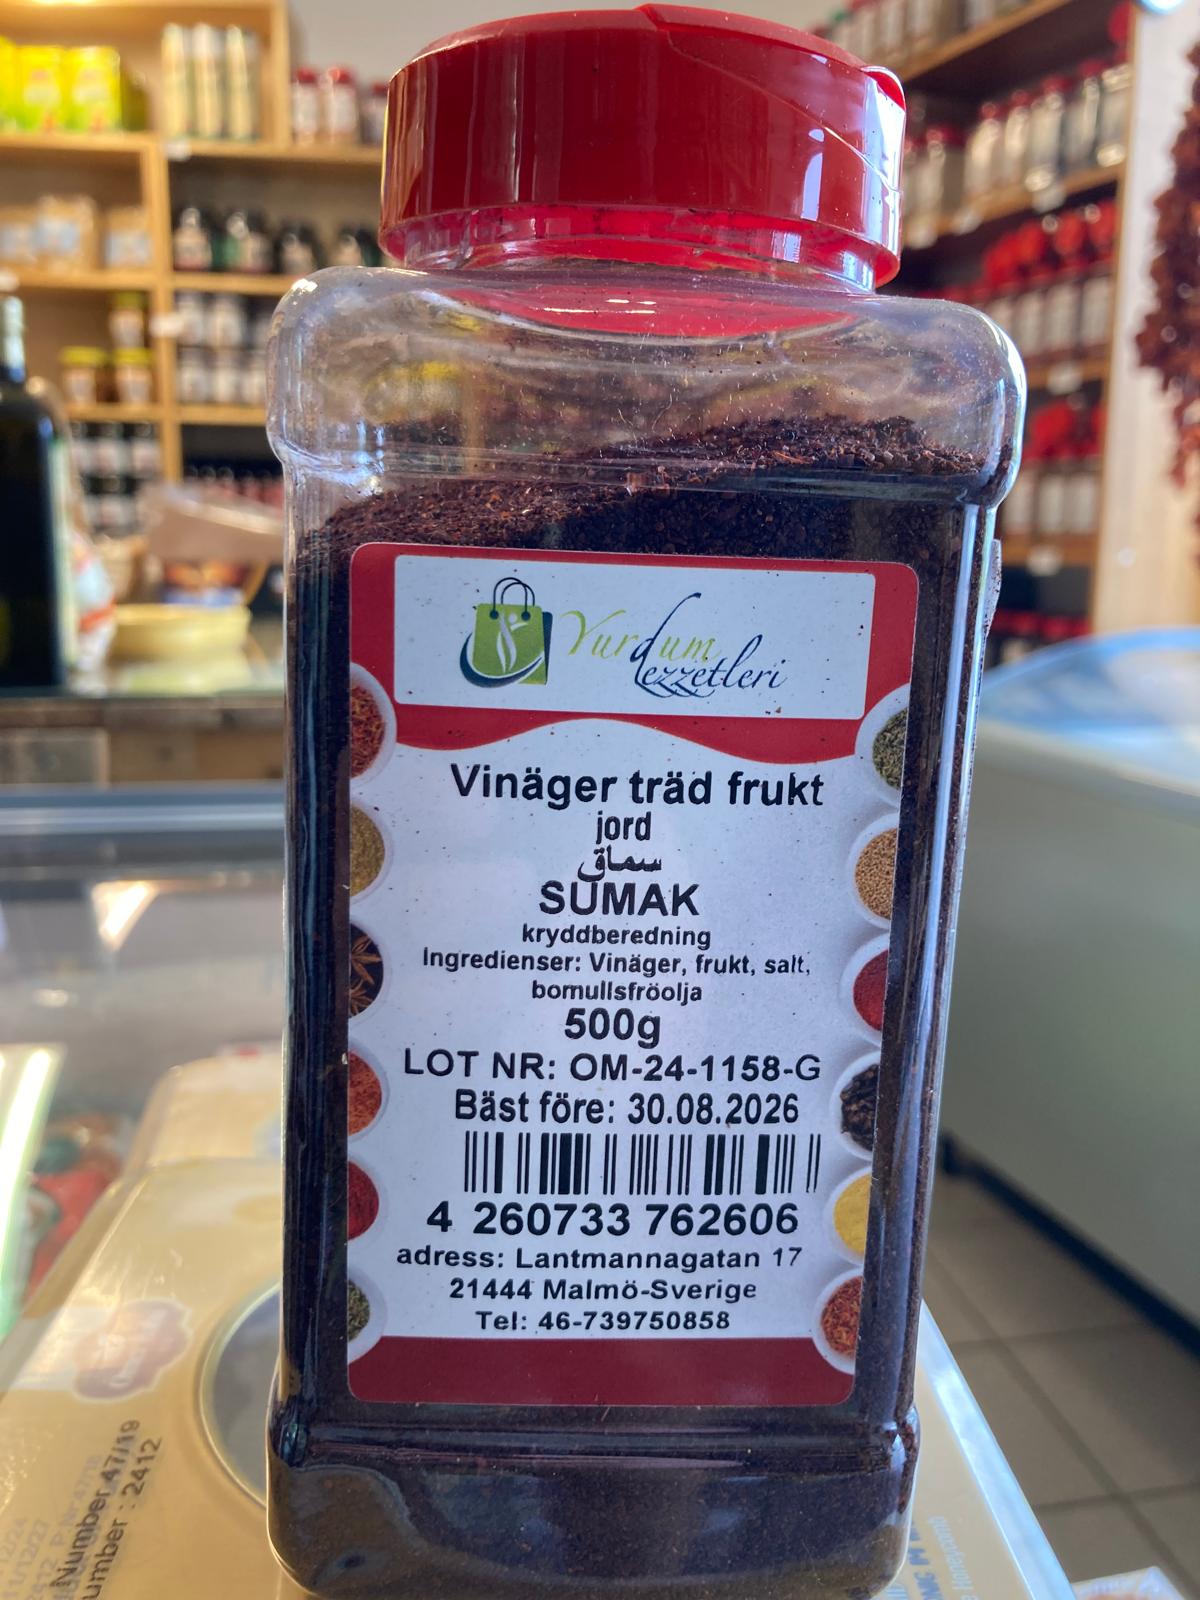 Yurdum
lezzetleri
Vinäger träd frukt
jord
سماق
SUMAK
kryddberedning
Ingredienser: Vinäger, frukt, salt,
bomullsfröolja
500g
LOT NR: OM-24-1158-G
Bäst före: 30.08.2026
4 260733 762606
adress: Lantmannagatan 17
21444 Malmö-Sverige
Tel: 46-739750858
Number 47/19
umber : 2412
Honeycomb